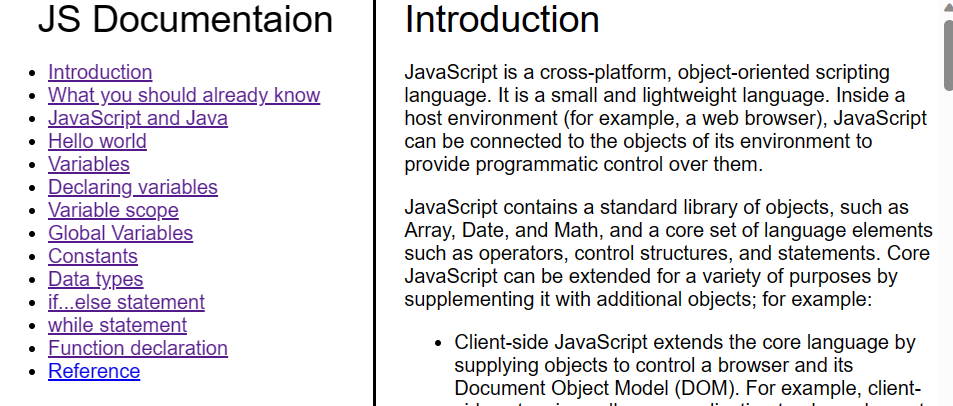 JS Documentaion
Introduction
What you should already know
JavaScript and Java
Hello world
Variables
Declaring variables
Variable scope
Global Variables
Constants
Data types
if...else statement
while statement
Function declaration
Reference
Introduction
JavaScript is a cross-platform, object-oriented scripting
language. It is a small and lightweight language. Inside a
host environment (for example, a web browser), JavaScript
can be connected to the objects of its environment to
provide programmatic control over them.
JavaScript contains a standard library of objects, such as
Array, Date, and Math, and a core set of language elements
such as operators, control structures, and statements. Core
JavaScript can be extended for a variety of purposes by
supplementing it with additional objects; for example:
Client-side JavaScript extends the core language by
supplying objects to control a browser and its
Document Object Model (DOM). For example, client-